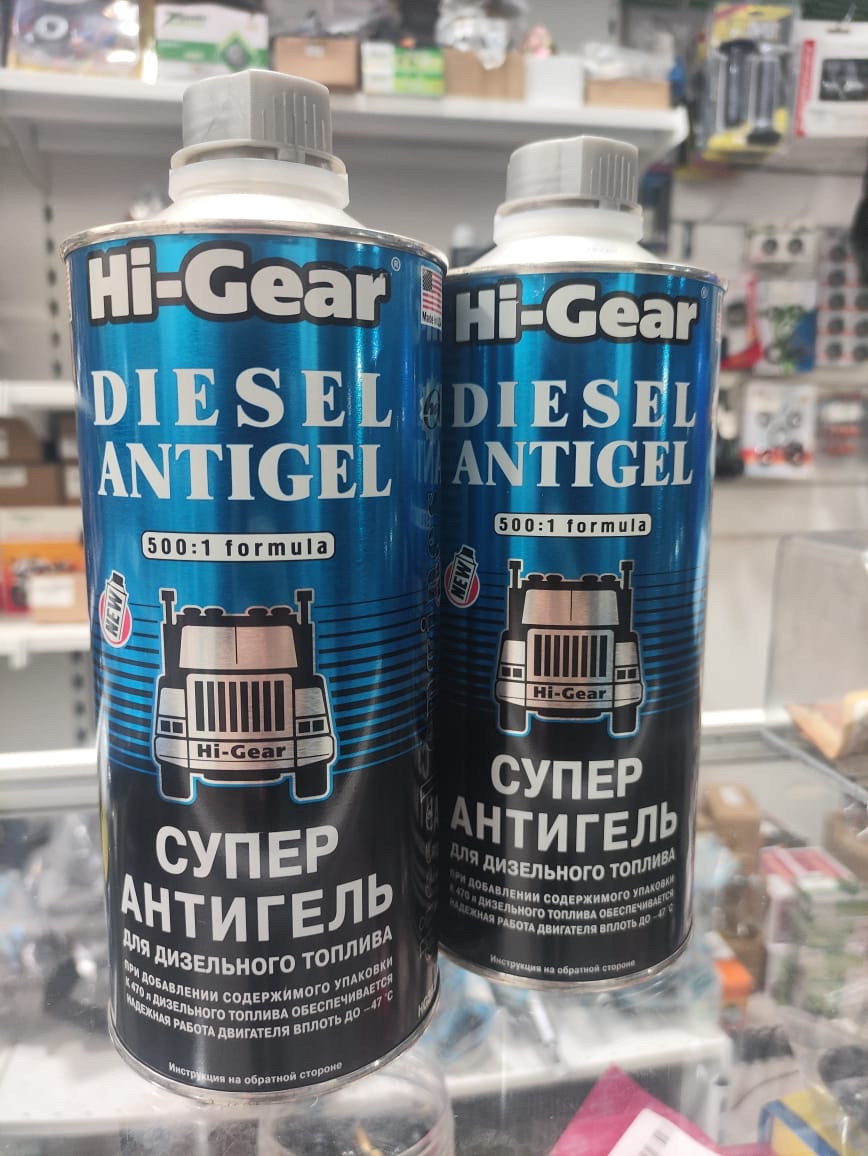 Hi-Gear®
Made in USA
DIESEL
ANTIGEL
500:1 formula
NEW
Hi-Gear
СУПЕР
АНТИГЕЛЬ
ДЛЯ ДИЗЕЛЬНОГО ТОПЛИВА
ПРИ ДОБАВЛЕНИИ СОДЕРЖИМОГО УПАКОВКИ
К 470 л ДИЗЕЛЬНОГО ТОПЛИВА ОБЕСПЕЧИВАЕТСЯ
НАДЕЖНАЯ РАБОТА ДВИГАТЕЛЯ ВПЛОТЬ ДО –47 °С
Инструкция на обратной стороне
Hi-Gear®
DIESEL
ANTIGEL
500:1 formula
NEW
Hi-Gear
СУПЕР
АНТИГЕЛЬ
ДЛЯ ДИЗЕЛЬНОГО ТОПЛИВА
ПРИ ДОБАВЛЕНИИ СОДЕРЖИМОГО УПАКОВКИ
К 470 л ДИЗЕЛЬНОГО ТОПЛИВА ОБЕСПЕЧИВАЕТСЯ
НАДЕЖНАЯ РАБОТА ДВИГАТЕЛЯ ВПЛОТЬ ДО –47 °С
Инструкция на обратной стороне